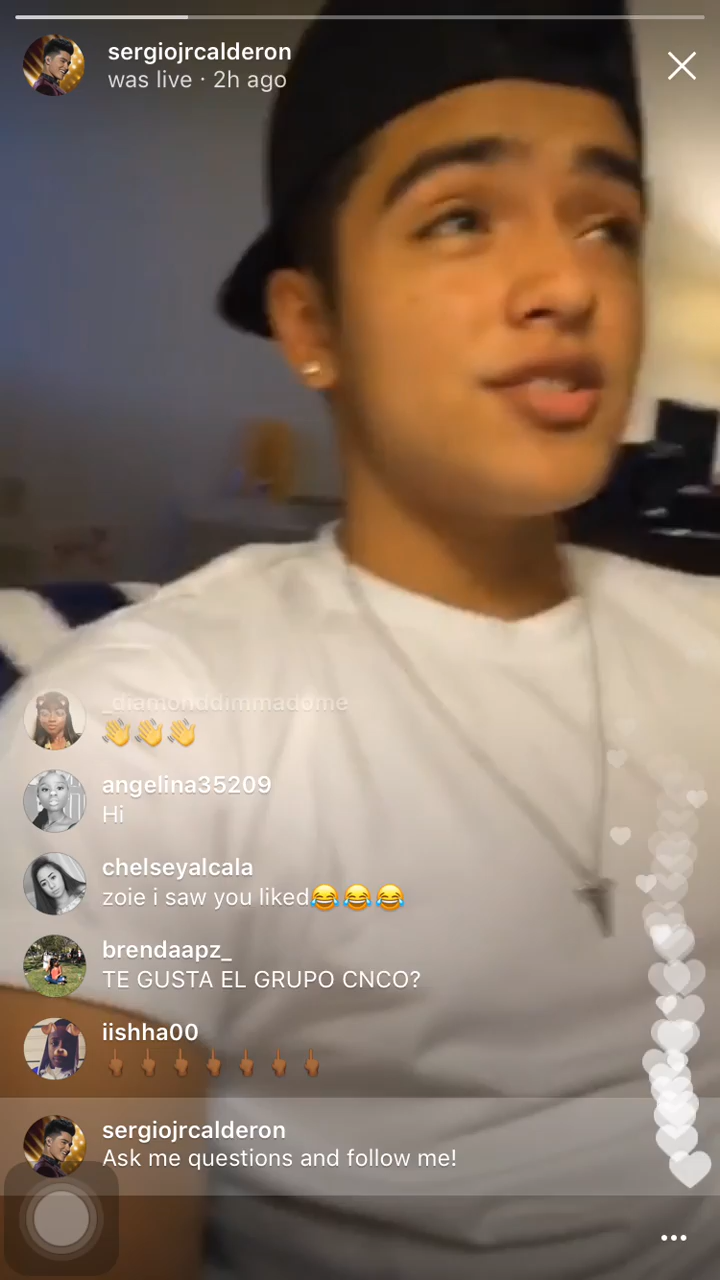 sergiojrcalderon
was live · 2h ago
_diamonddimmadome
👋👋👋
angelina35209
Hi
chelseyalcala
zoie i saw you liked😂😂😂
brendaapz_
TE GUSTA EL GRUPO CNCO?
iishha00
🖕🏾🖕🏾🖕🏾🖕🏾🖕🏾🖕🏾🖕🏾
sergiojrcalderon
Ask me questions and follow me!